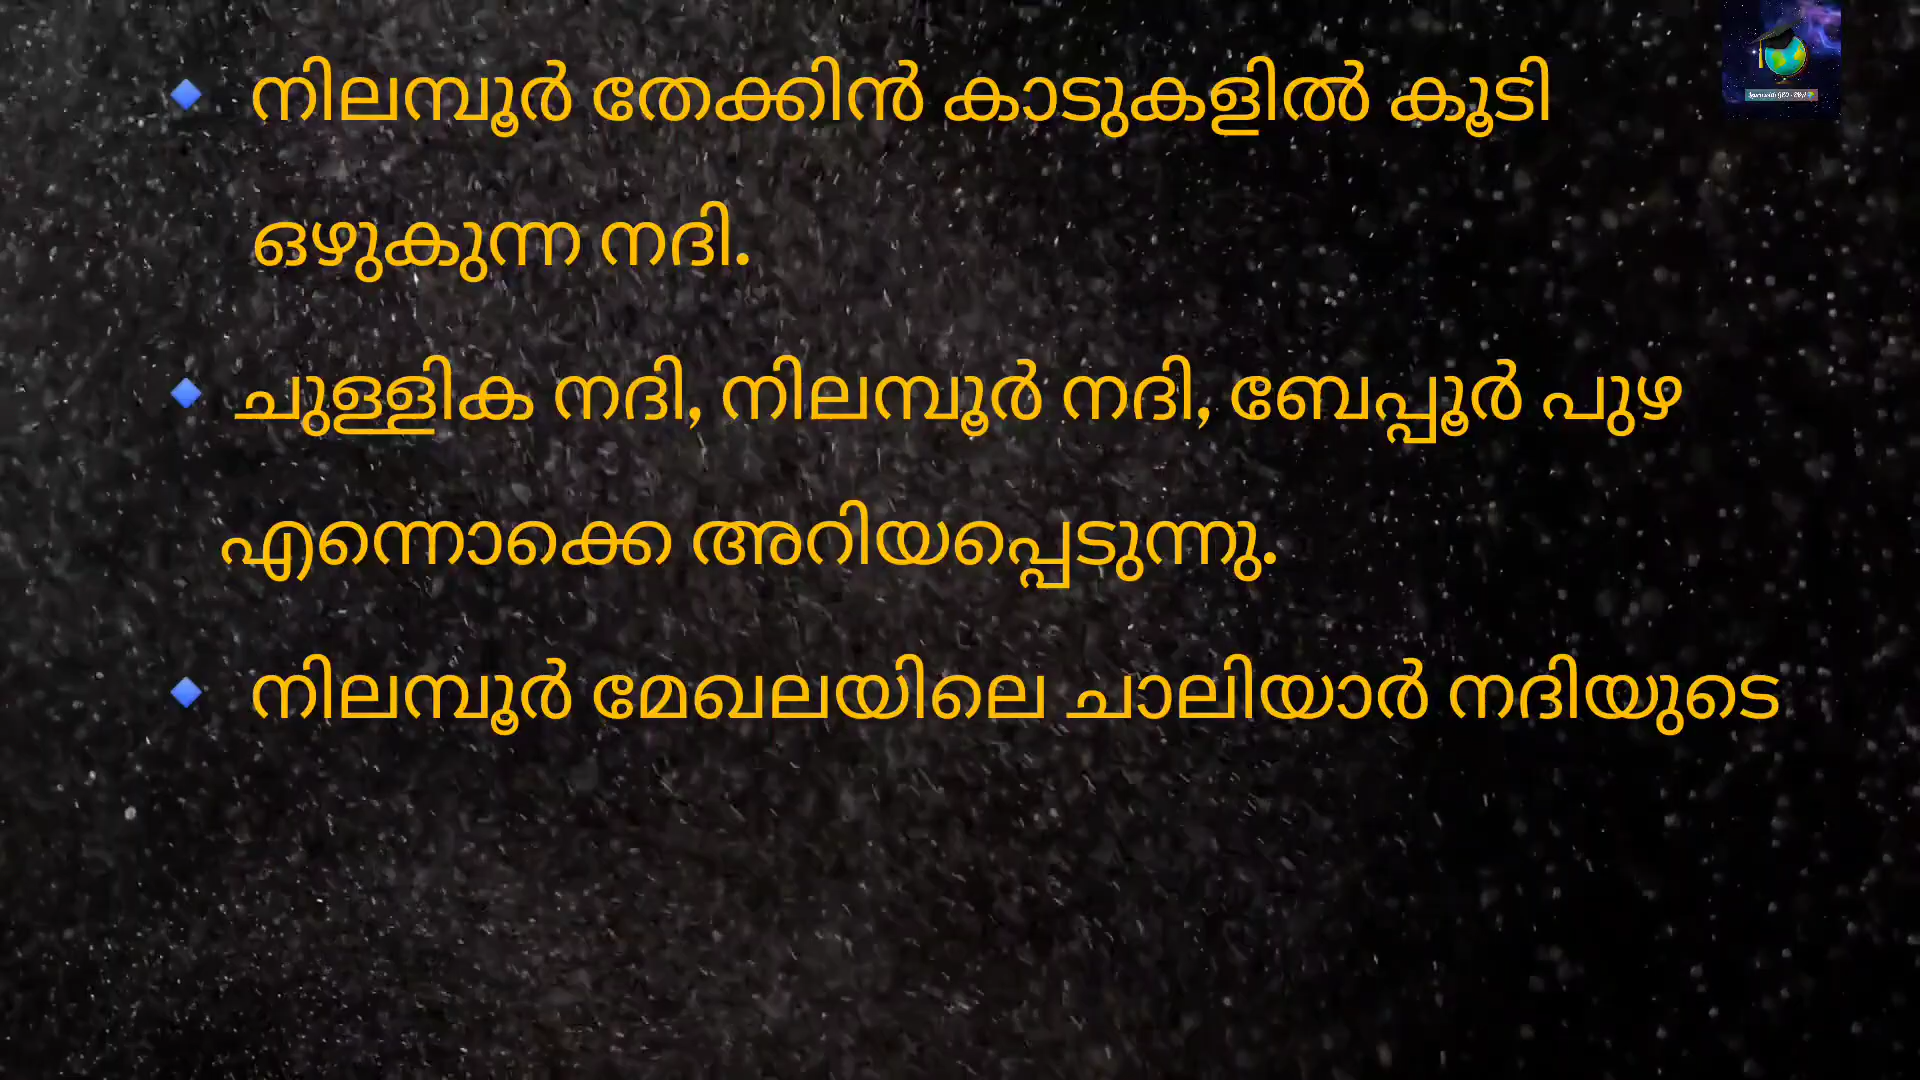 നിലമ്പൂർ തേക്കിൻ കാടുകളിൽ കൂടി
ഒഴുകുന്ന നദി.
ചുള്ളിക നദി, നിലമ്പൂർ നദി, ബേപ്പൂർ പുഴ
എന്നൊക്കെ അറിയപ്പെടുന്നു.
നിലമ്പൂർ മേഖലയിലെ ചാലിയാർ നദിയുടെ